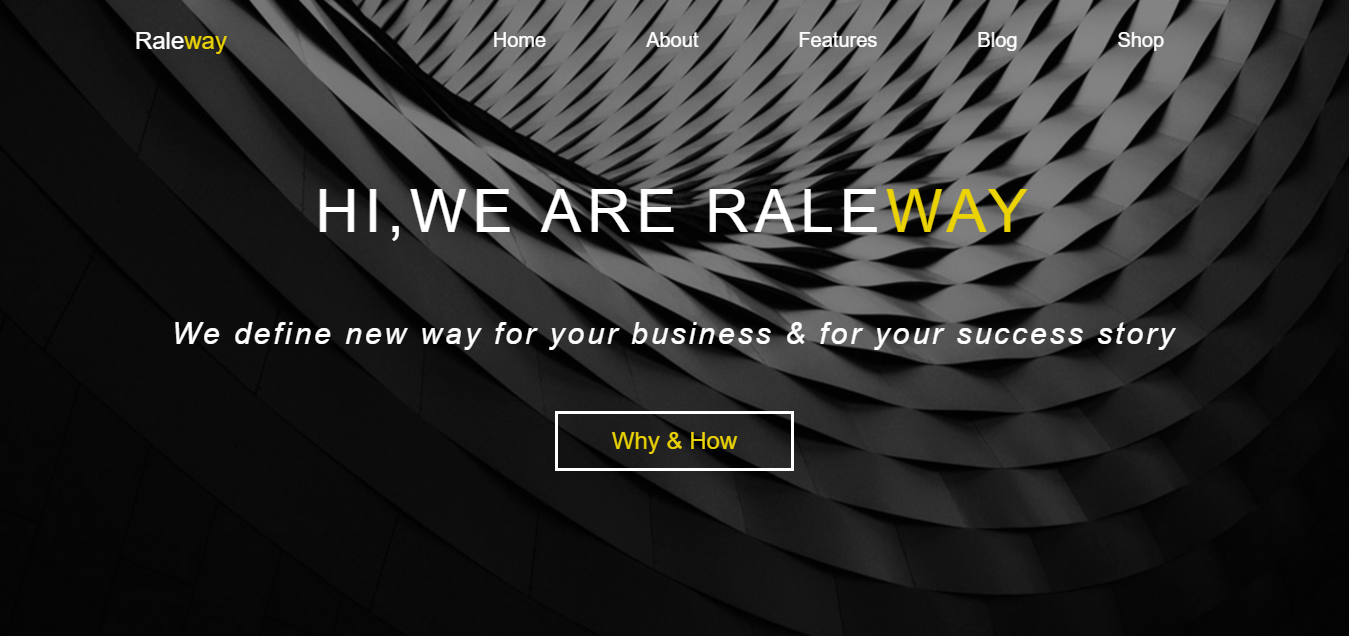 Raleway Home About Features Blog Shop
HI,WE ARE RALEWAY
We define new way for your business & for your success story
Why & How